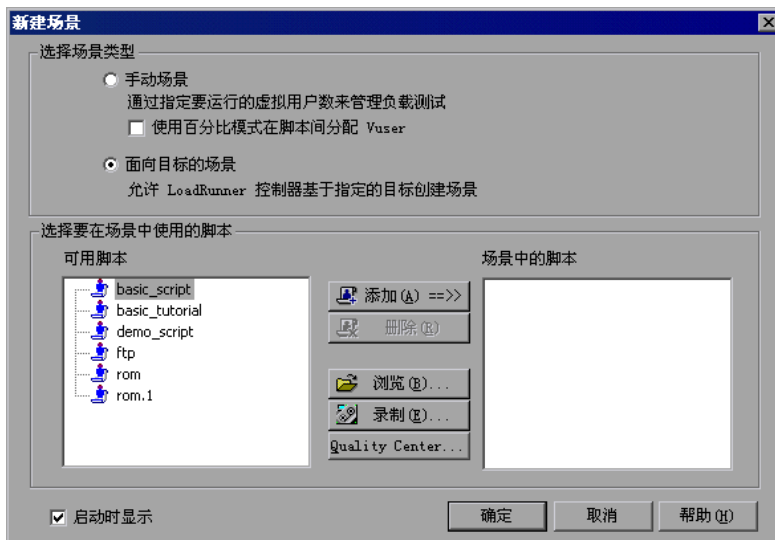 新建场景
选择场景类型
手动场景
通过指定要运行的虚拟用户数来管理负载测试
使用百分比模式在脚本间分配 Vuser
面向目标的场景
允许 LoadRunner 控制器基于指定的目标创建场景
选择要在场景中使用的脚本
可用脚本
basic_script
basic_tutorial
demo_script
ftp
rom
rom.1
添加(A) ==>>
删除(R)
浏览(B)...
录制(E)...
Quality Center...
场景中的脚本
启动时显示
确定
取消
帮助(H)